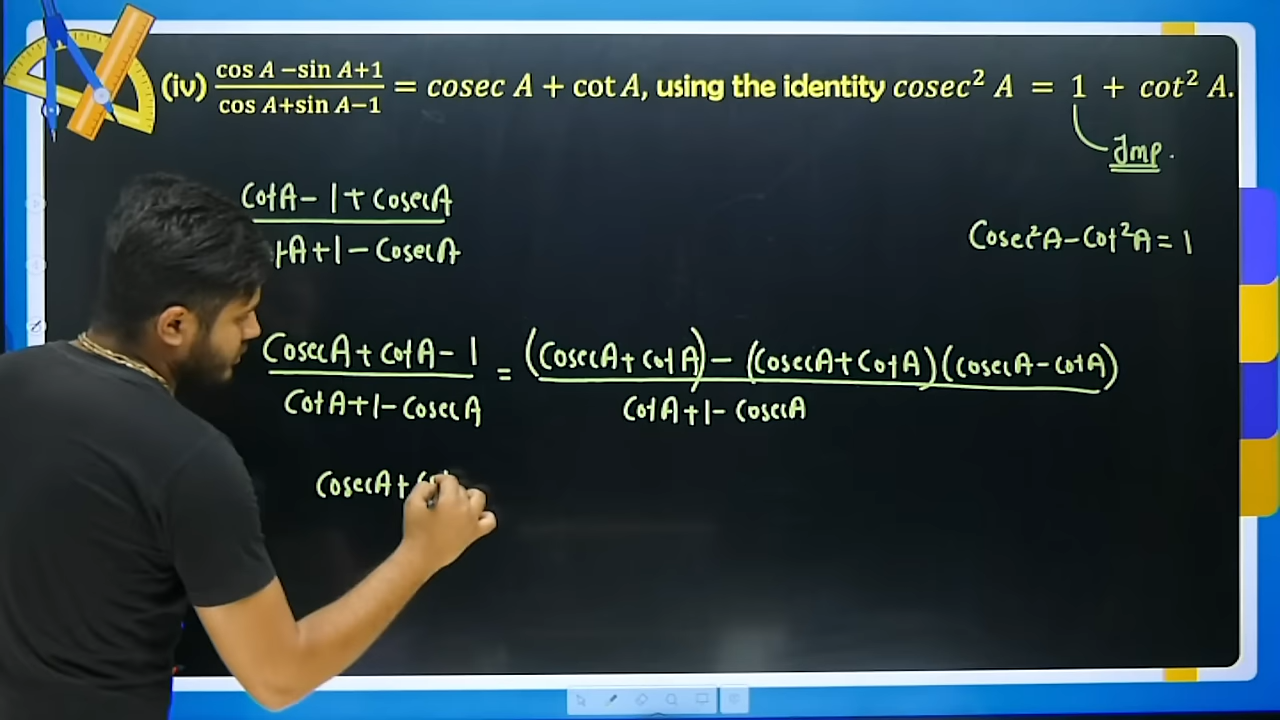 (iv) cos A −sin A+1 / cos A+sin A−1 = cosec A + cot A, using the identity cosec² A = 1 + cot² A.
Imp.
CotA - 1 + CosecA
tA + 1 - CosecA
Cosec²A - Cot²A = 1
CosecA + CotA - 1 / CotA + 1 - CosecA = (CosecA + CotA) - (CosecA + CotA)(CosecA - CotA) / CotA + 1 - CosecA
CosecA +